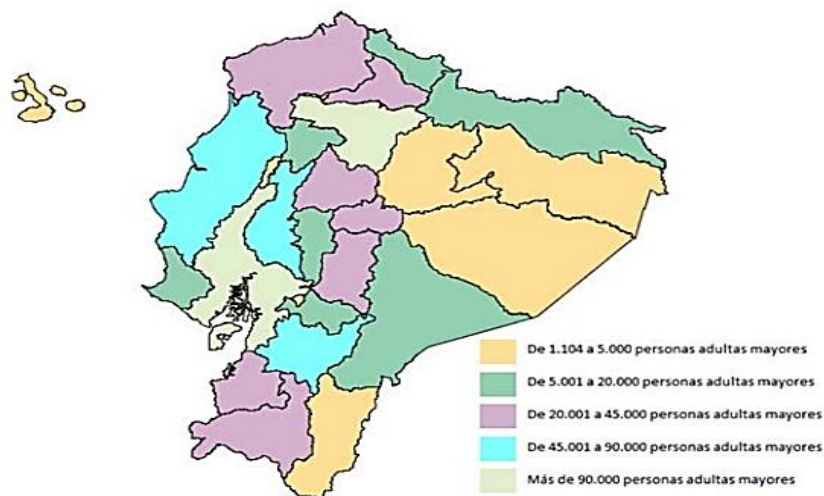 De 1.104 a 5.000 personas adultas mayores
De 5.001 a 20.000 personas adultas mayores
De 20.001 a 45.000 personas adultas mayores
De 45.001 a 90.000 personas adultas mayores
Más de 90.000 personas adultas mayores